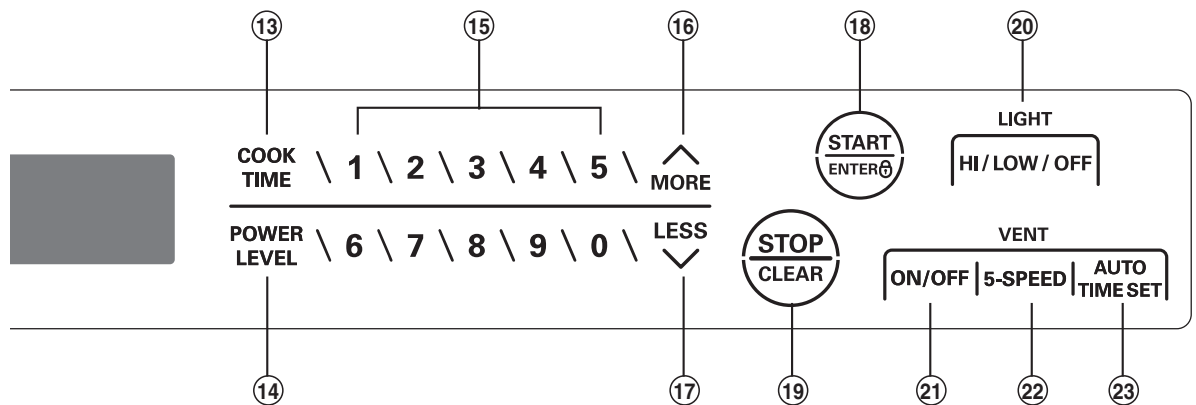 13 15 16 18 20
LIGHT
COOK TIME \ 1 \ 2 \ 3 \ 4 \ 5 \ MORE
START
ENTER
HI / LOW / OFF
POWER LEVEL \ 6 \ 7 \ 8 \ 9 \ 0 \ LESS
STOP
CLEAR
VENT
ON/OFF 5-SPEED AUTO TIME SET
14 17 19 21 22 23